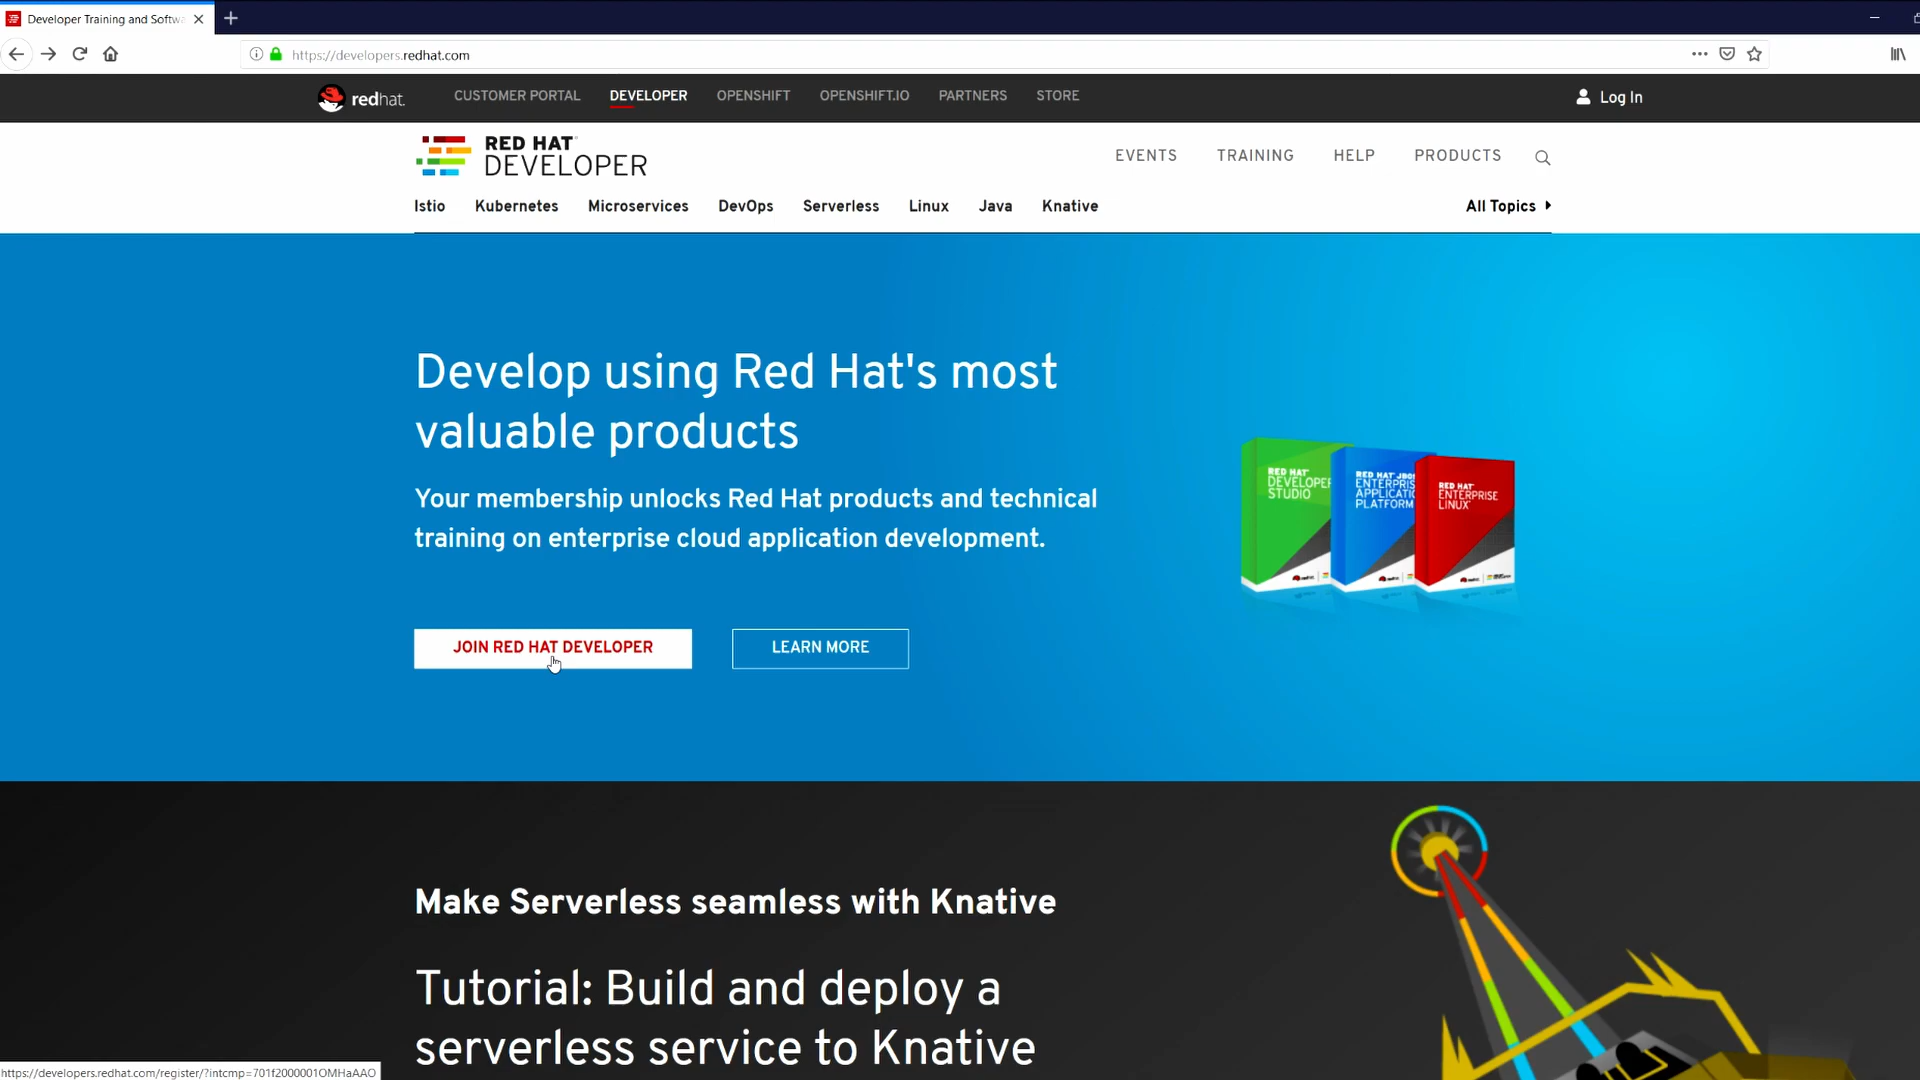 Developer Training and Softwa
https://developers.redhat.com
redhat.
CUSTOMER PORTAL DEVELOPER OPENSHIFT OPENSHIFT.IO PARTNERS STORE
Log In
RED HAT
DEVELOPER
EVENTS TRAINING HELP PRODUCTS
Istio Kubernetes Microservices DevOps Serverless Linux Java Knative
All Topics
Develop using Red Hat's most
valuable products
Your membership unlocks Red Hat products and technical
training on enterprise cloud application development.
RED HAT
DEVELOPER
STUDIO
RED HAT JBOS
ENTERPRIS
APPLICATIO
PLATFORM
RED HAT
ENTERPRISE
LINUX
JOIN RED HAT DEVELOPER
LEARN MORE
Make Serverless seamless with Knative
Tutorial: Build and deploy a
serverless service to Knative
https://developers.redhat.com/register/?intcmp=701f2000001OMHaAAO